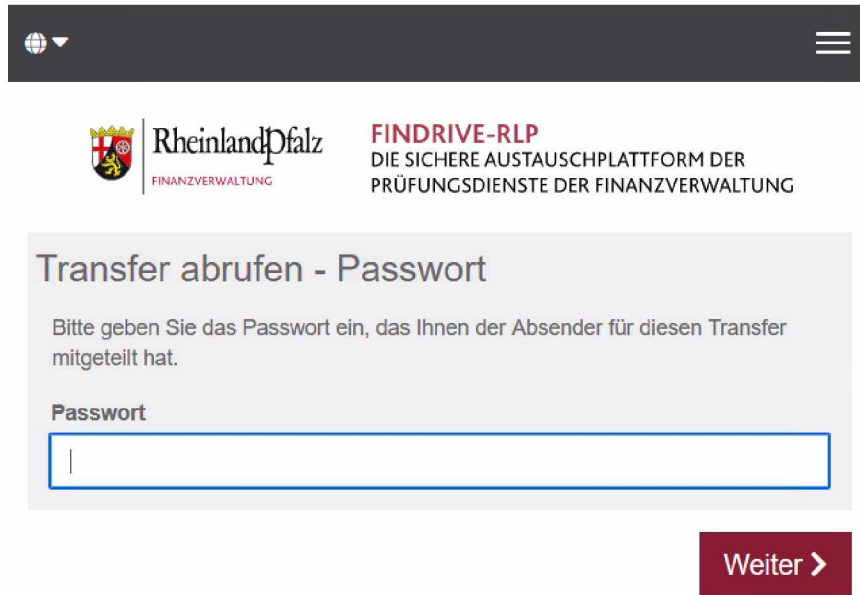 RheinlandPfalz
FINANZVERWALTUNG
FINDRIVE-RLP
DIE SICHERE AUSTAUSCHPLATTFORM DER
PRÜFUNGSDIENSTE DER FINANZVERWALTUNG
Transfer abrufen - Passwort
Bitte geben Sie das Passwort ein, das Ihnen der Absender für diesen Transfer
mitgeteilt hat.
Passwort
Weiter